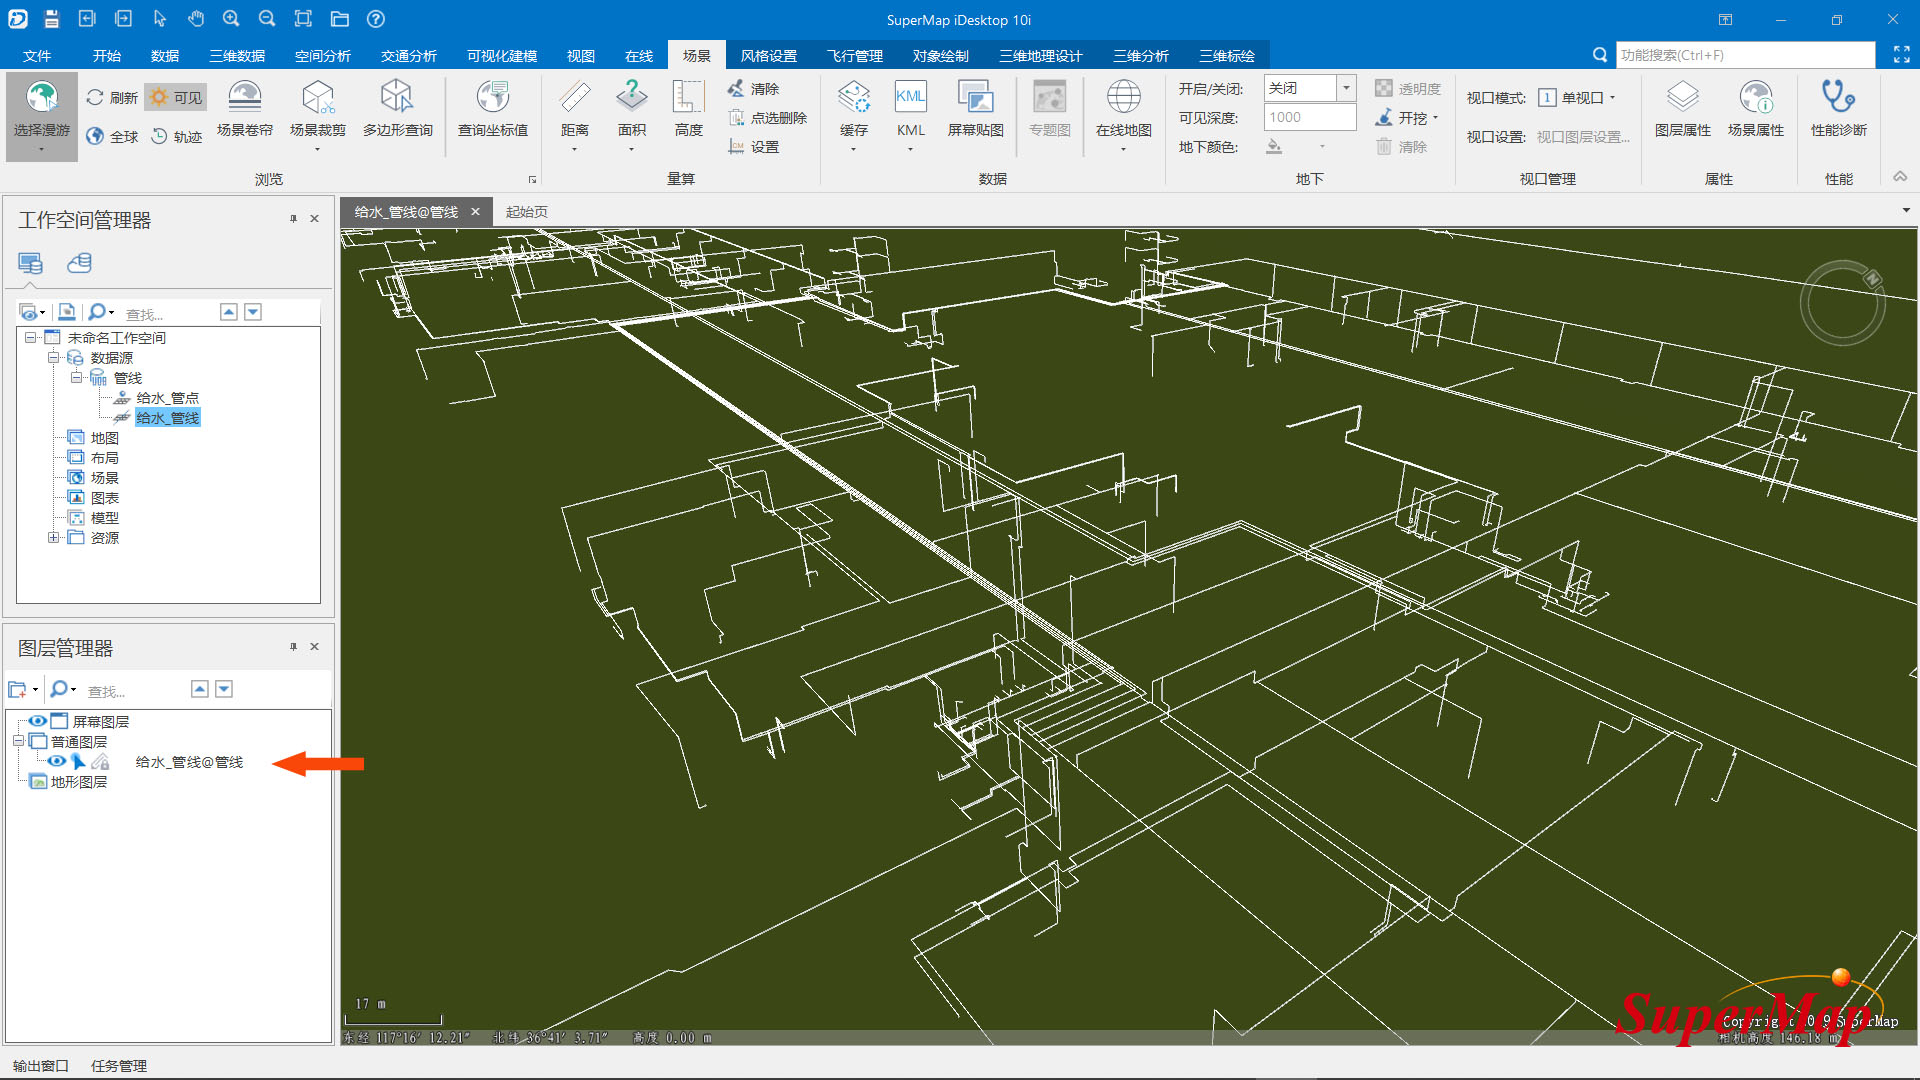 SuperMap iDesktop 10i
文件 开始 数据 三维数据 空间分析 交通分析 可视化建模 视图 在线 场景 风格设置 飞行管理 对象绘制 三维地理设计 三维分析 三维标绘 功能搜索(Ctrl+F)
选择漫游 刷新 可见 全球 轨迹 场景卷帘 场景裁剪 多边形查询 查询坐标值
浏览
距离 面积 高度 清除 点选删除 设置
量算
缓存 KML KML 屏幕贴图 专题图 在线地图
数据
开启/关闭: 关闭 透明度
可见深度: 1000 开挖
地下颜色: 清除
地下
视口模式: 1 单视口
视口设置: 视口图层设置...
视口管理
图层属性 场景属性
属性
性能诊断
性能
工作空间管理器
查找...
未命名工作空间
数据源
管线
给水_管点
给水_管线
地图
布局
场景
图表
模型
资源
图层管理器
查找...
屏幕图层
普通图层
给水_管线@管线
地形图层
给水_管线@管线 起始页
N
17 m
东经 117°16′ 12.21″ 北纬 36°41′ 3.71″ 高度 0.00 m
SuperMap
相机高度 146.18 m
输出窗口 任务管理